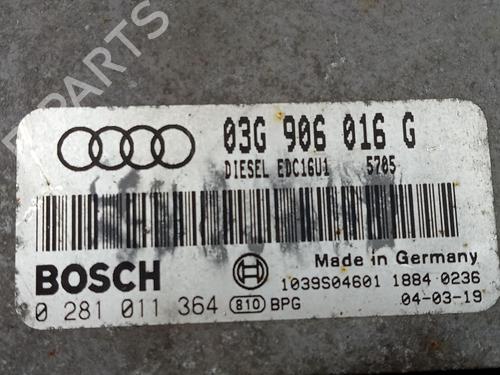 PARTS
03G 906 016 G
DIESEL EDC16U1 5705
BOSCH
Made in Germany
1039S04601 1884 0236
0 281 011 364 810 BPG
04-03-19